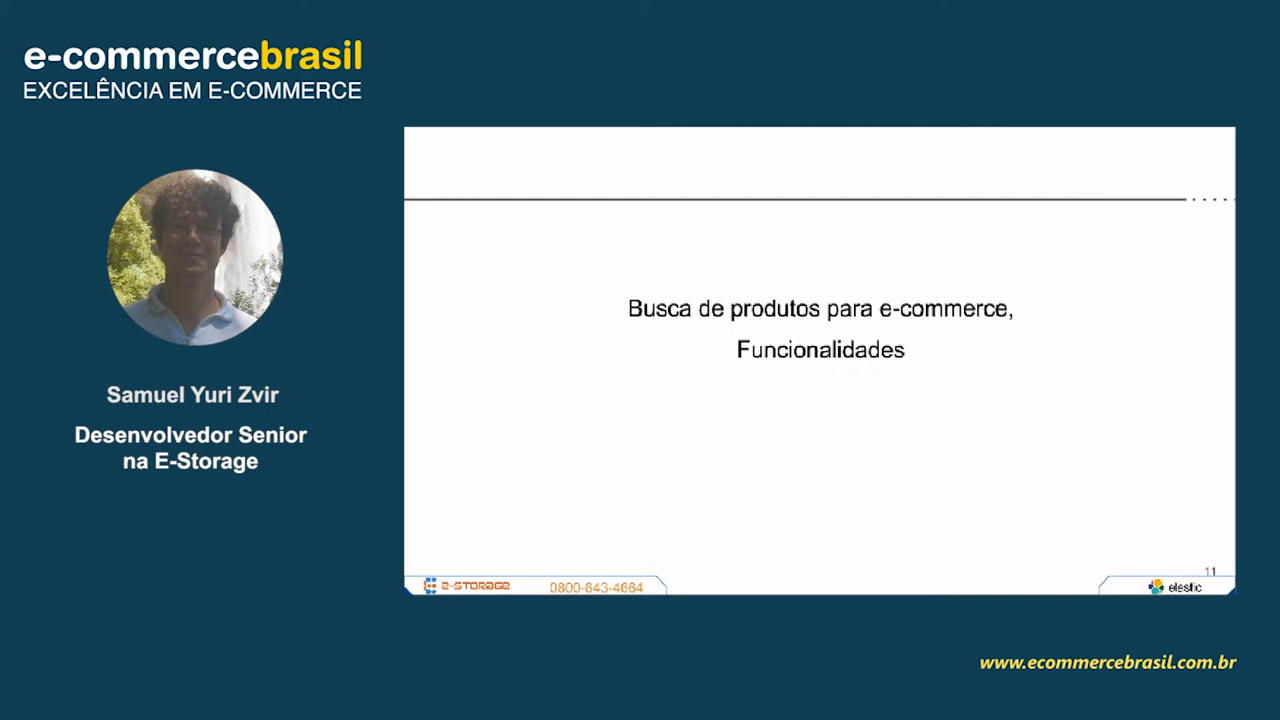 e-commercebrasil
EXCELÊNCIA EM E-COMMERCE
Samuel Yuri Zvir
Desenvolvedor Senior
na E-Storage
Busca de produtos para e-commerce,
Funcionalidades
11
E-STORAGE
0800-643-4664
elastic
www.ecommercebrasil.com.br